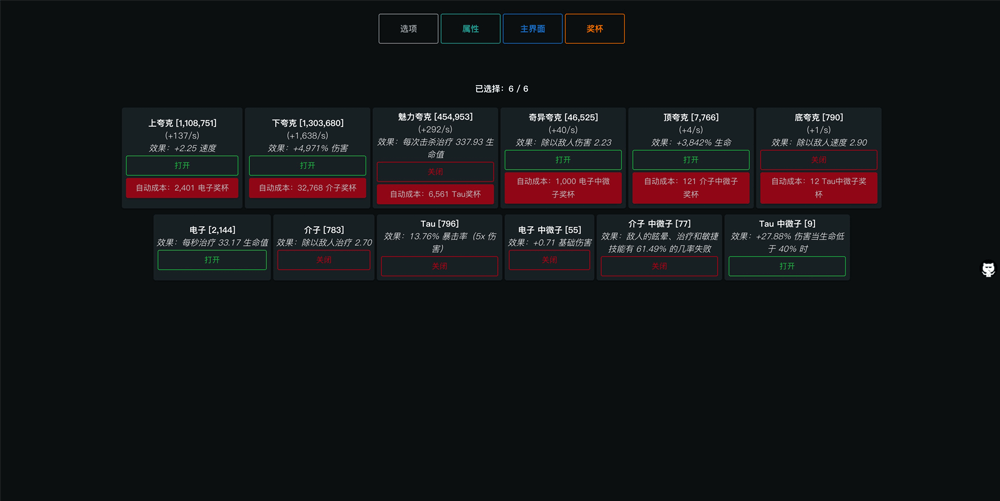 选项
属性
主界面
奖杯
已选择：6 / 6
上夸克 [1,108,751]
(+137/s)
效果：+2.25 速度
打开
自动成本：2,401 电子奖杯
下夸克 [1,303,680]
(+1,638/s)
效果：+4,971% 伤害
打开
自动成本：32,768 介子奖杯
魅力夸克 [454,953]
(+292/s)
效果：每次击杀治疗 337.93 生
命值
关闭
自动成本：6,561 Tau奖杯
奇异夸克 [46,525]
(+40/s)
效果：除以敌人伤害 2.23
打开
自动成本：1,000 电子中微
子奖杯
顶夸克 [7,766]
(+4/s)
效果：+3,842% 生命
打开
自动成本：121 介子中微子
奖杯
底夸克 [790]
(+1/s)
效果：除以敌人速度 2.90
关闭
自动成本：12 Tau中微子奖
杯
电子 [2,144]
效果：每秒治疗 33.17 生命值
打开
介子 [783]
效果：除以敌人治疗 2.70
关闭
Tau [796]
效果：13.76% 暴击率（5x 伤
害）
关闭
电子 中微子 [55]
效果：+0.71 基础伤害
关闭
介子 中微子 [77]
效果：敌人的眩晕、治疗和敏捷
技能有 61.49% 的几率失败
关闭
Tau 中微子 [9]
效果：+27.88% 伤害当生命低
于 40% 时
打开